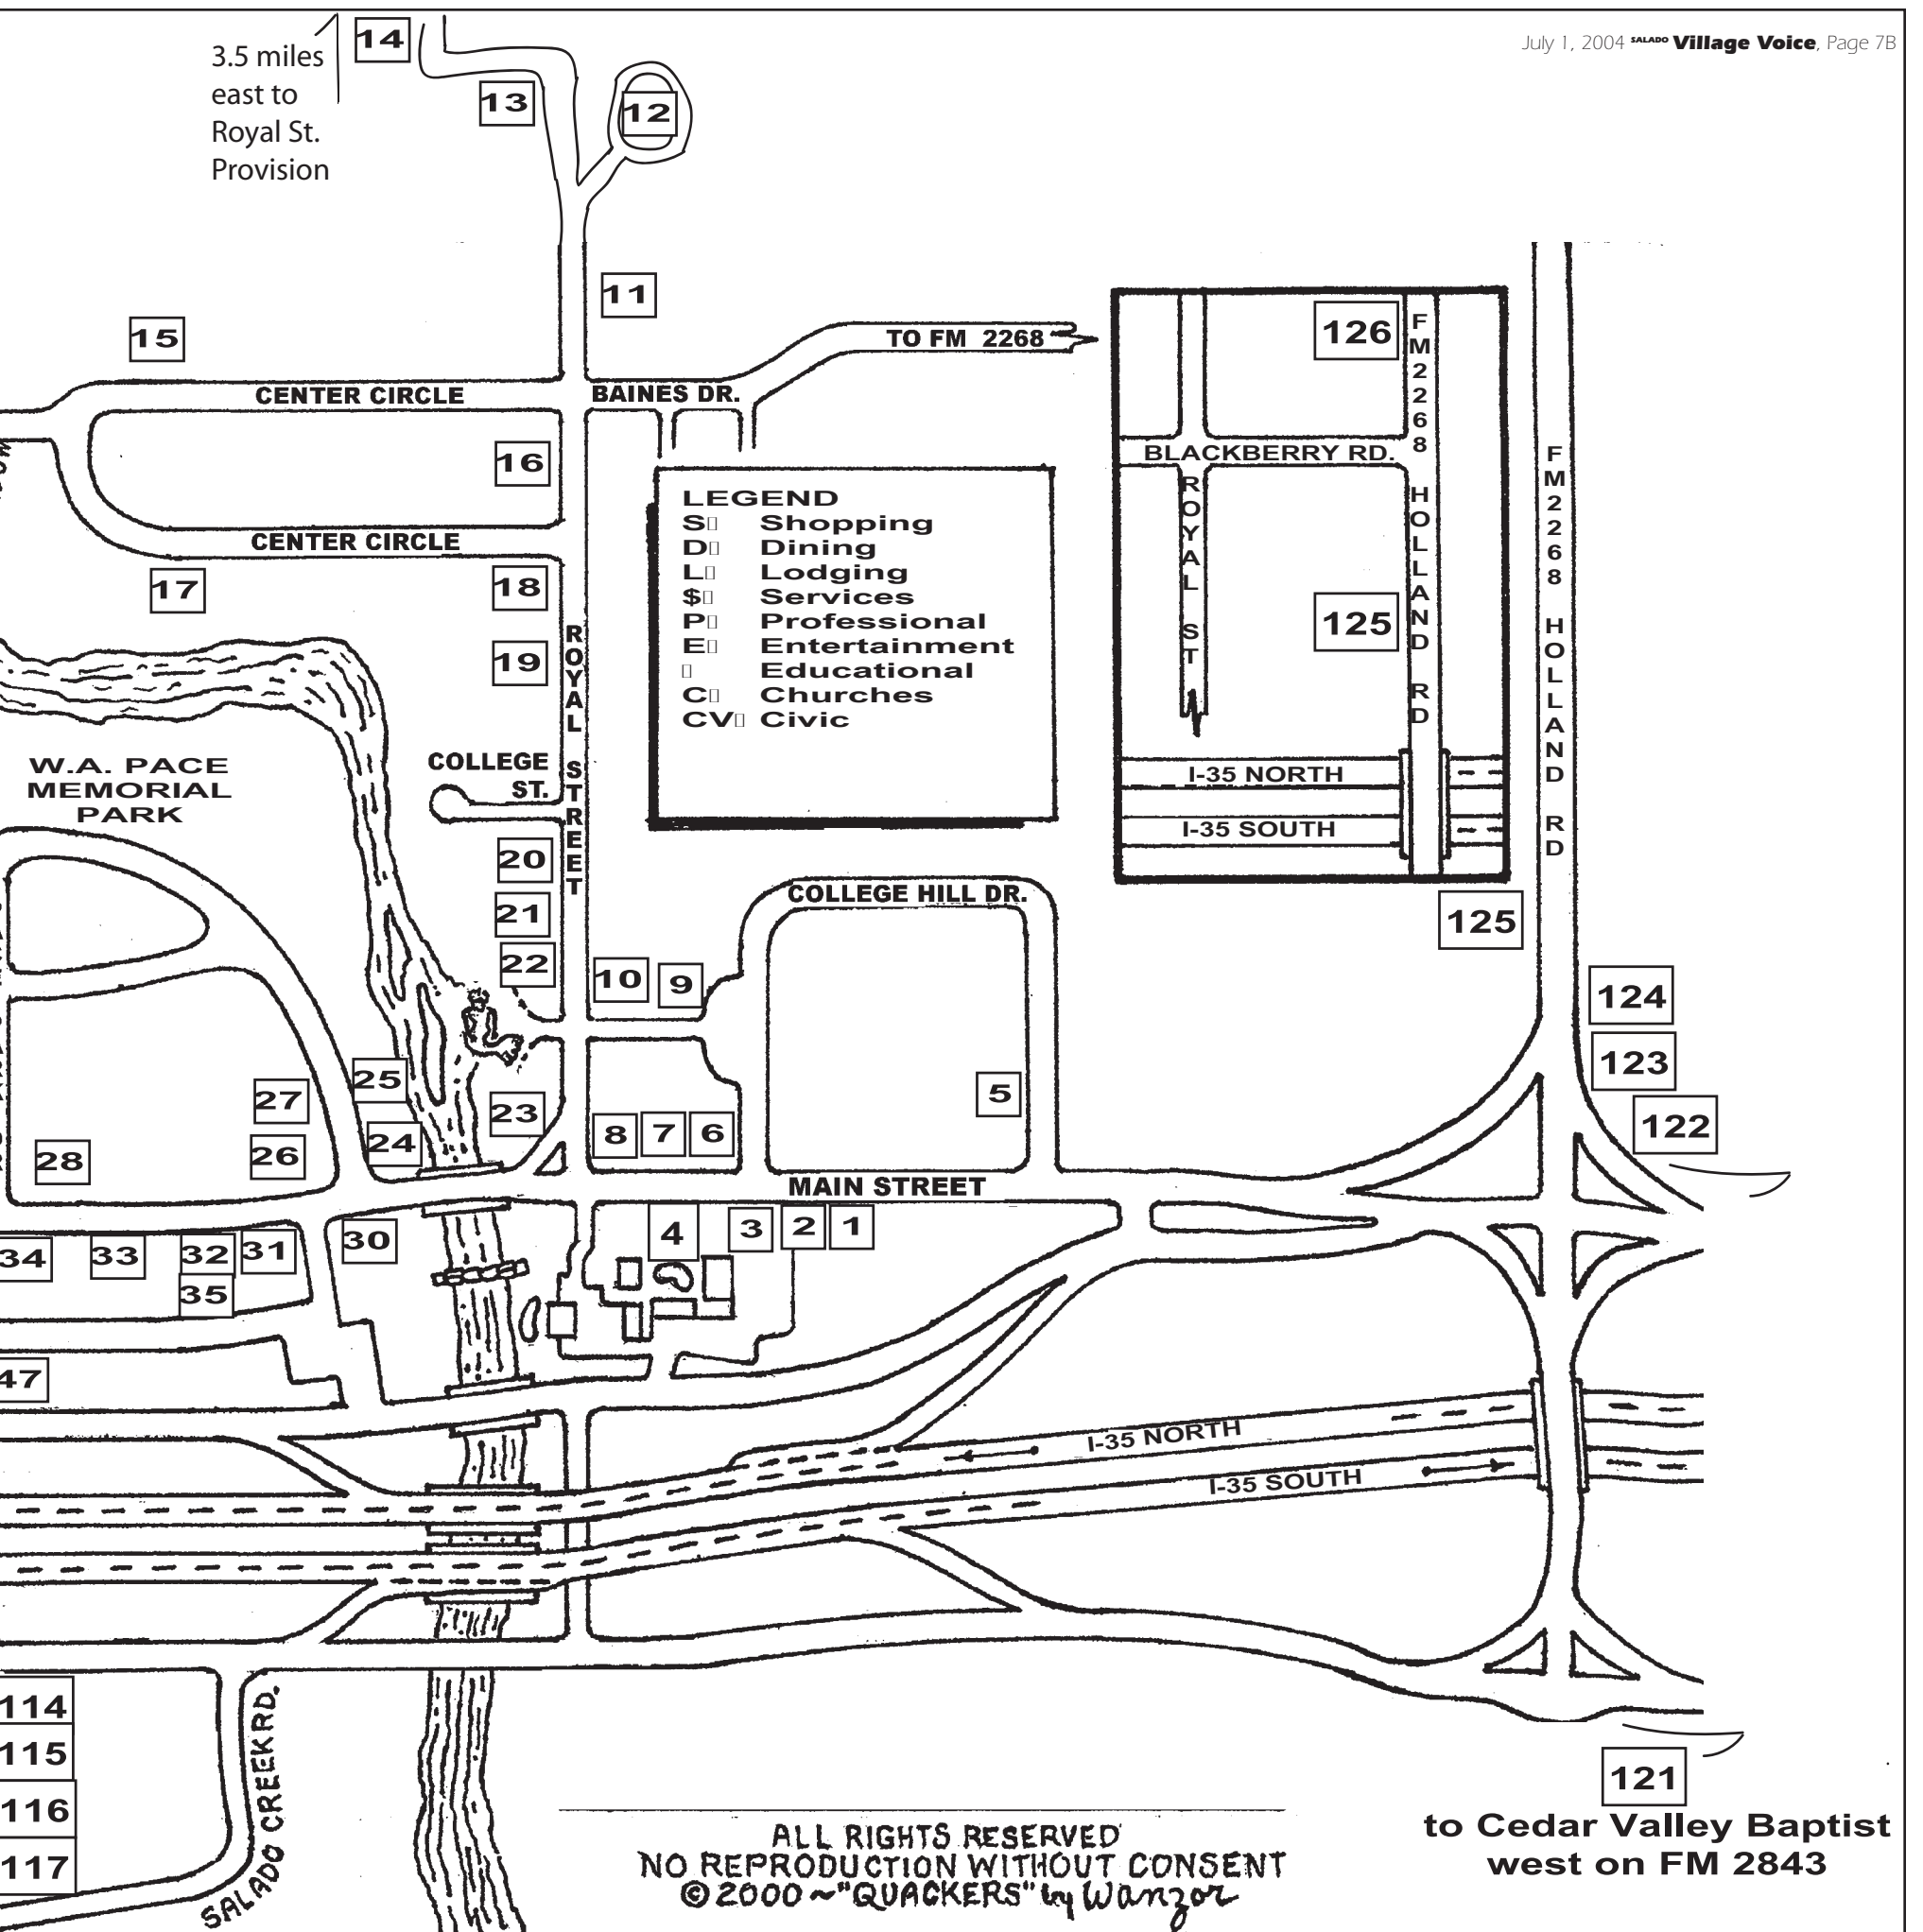 July 1, 2004 SALADO Village Voice, Page 7B
3.5 miles
east to
Royal St.
Provision
14
13
12
11
15
CENTER CIRCLE
BAINES DR.
TO FM 2268
16
CENTER CIRCLE
17
18
19
ROYAL STREET
LEGEND
S Shopping
D Dining
L Lodging
$ Services
P Professional
E Entertainment
Educational
C Churches
CV Civic
126
FM2268 HOLLAND RD
BLACKBERRY RD.
ROYAL ST
125
I-35 NORTH
I-35 SOUTH
FM2268 HOLLAND RD
W.A. PACE
MEMORIAL
PARK
COLLEGE
ST.
20
21
22
COLLEGE HILL DR.
125
10
9
124
123
122
25
27
23
5
8
7
6
24
26
28
MAIN STREET
4
3
2
1
30
31
32
33
34
35
47
I-35 NORTH
I-35 SOUTH
114
115
116
117
SALADO CREEK RD.
121
to Cedar Valley Baptist
west on FM 2843
ALL RIGHTS RESERVED
NO REPRODUCTION WITHOUT CONSENT
© 2000 ~ "QUACKERS" by Wanzor